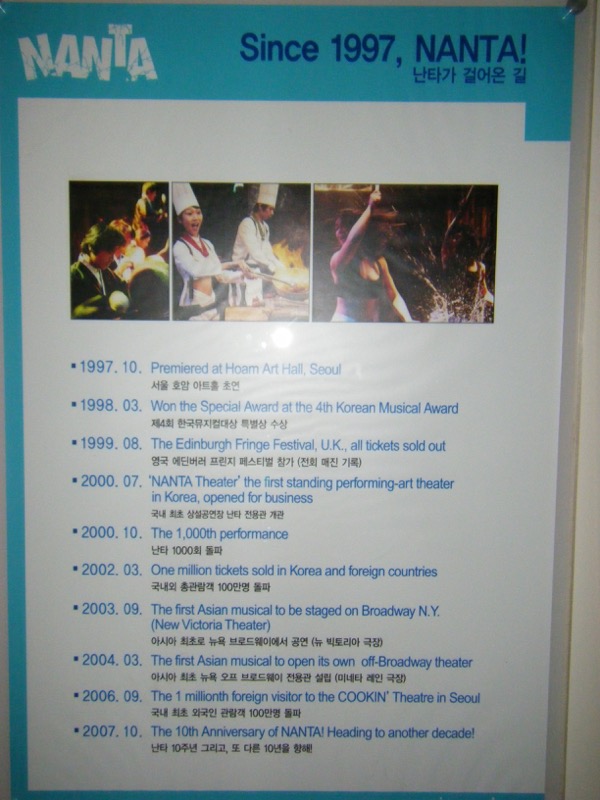 NANTA
Since 1997, NANTA!
난타가 걸어온 길
▪ 1997. 10. Premiered at Hoam Art Hall, Seoul
서울 호암 아트홀 초연
▪ 1998. 03. Won the Special Award at the 4th Korean Musical Award
제4회 한국뮤지컬대상 특별상 수상
▪ 1999. 08. The Edinburgh Fringe Festival, U.K., all tickets sold out
영국 에딘버러 프린지 페스티벌 참가 (전회 매진 기록)
▪ 2000. 07. 'NANTA Theater' the first standing performing-art theater
in Korea, opened for business
국내 최초 상설공연장 난타 전용관 개관
▪ 2000. 10. The 1,000th performance
난타 1000회 돌파
▪ 2002. 03. One million tickets sold in Korea and foreign countries
국내외 총관람객 100만명 돌파
▪ 2003. 09. The first Asian musical to be staged on Broadway N.Y.
(New Victoria Theater)
아시아 최초로 뉴욕 브로드웨이에서 공연 (뉴 빅토리아 극장)
▪ 2004. 03. The first Asian musical to open its own off-Broadway theater
아시아 최초 뉴욕 오프 브로드웨이 전용관 설립 (미네타 레인 극장)
▪ 2006. 09. The 1 millionth foreign visitor to the COOKIN' Theatre in Seoul
국내 최초 외국인 관람객 100만명 돌파
▪ 2007. 10. The 10th Anniversary of NANTA! Heading to another decade!
난타 10주년 그리고, 또 다른 10년을 향해!